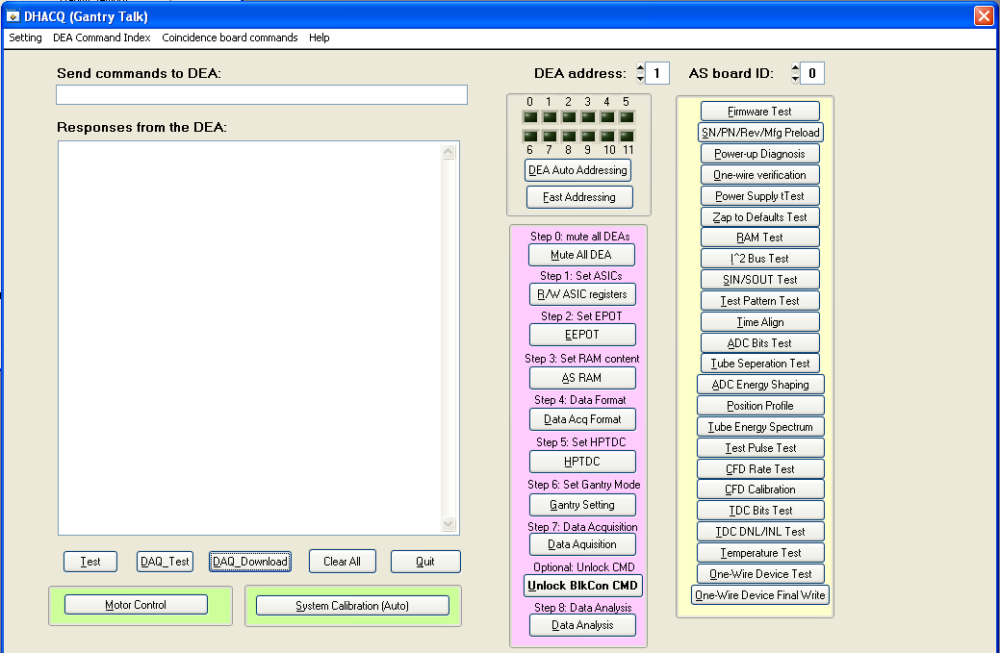 DHACQ (Gantry Talk)
Setting DEA Command Index Coincidence board commands Help
Send commands to DEA:
Responses from the DEA:
Test DAQ_Test DAQ_Download Clear All Quit
Motor Control
System Calibration (Auto)
DEA address: 1
0 1 2 3 4 5
6 7 8 9 10 11
DEA Auto Addressing
Fast Addressing
Step 0: mute all DEAs
Mute All DEA
Step 1: Set ASICs
R/W ASIC registers
Step 2: Set EPOT
EEPOT
Step 3: Set RAM content
AS RAM
Step 4: Data Format
Data Acq Format
Step 5: Set HPTDC
HPTDC
Step 6: Set Gantry Mode
Gantry Setting
Step 7: Data Acquisition
Data Aquisition
Optional: Unlock CMD
Unlock BlkCon CMD
Step 8: Data Analysis
Data Analysis
AS board ID: 0
Firmware Test
SN/PN/Rev/Mfg Preload
Power-up Diagnosis
One-wire verification
Power Supply tTest
Zap to Defaults Test
RAM Test
I^2 Bus Test
SIN/SOUT Test
Test Pattern Test
Time Align
ADC Bits Test
Tube Seperation Test
ADC Energy Shaping
Position Profile
Tube Energy Spectrum
Test Pulse Test
CFD Rate Test
CFD Calibration
TDC Bits Test
TDC DNL/INL Test
Temperature Test
One-Wire Device Test
One-Wire Device Final Write